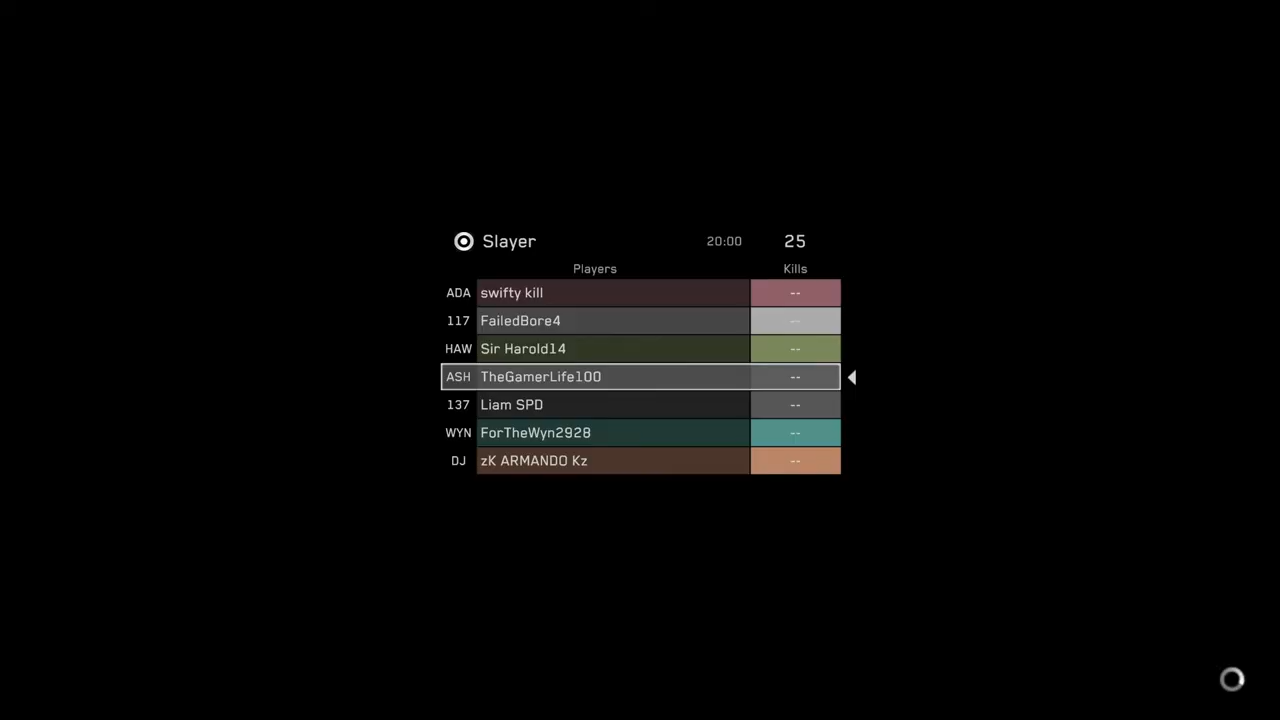 Slayer 20:00 25
Players Kills
ADA swifty kill --
117 FailedBore4 --
HAW Sir Harold14 --
ASH TheGamerLife100 --
137 Liam SPD --
WYN ForTheWyn2928 --
DJ zK ARMANDO Kz --